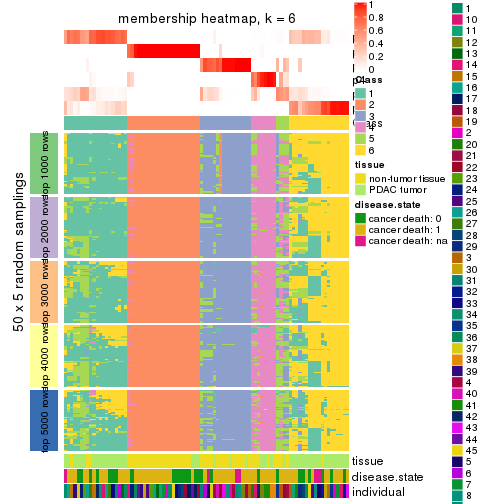 membership heatmap, k = 6
1
0.8
0.6
0.4
0.2
0
Class
1
2
3
4
5
6
Class
tissue
non-tumor tissue
PDAC tumor
disease.state
cancer death: 0
cancer death: 1
cancer death: na
50 x 5 random samplings
top 1000 rows
top 2000 rows
top 3000 rows
top 4000 rows
top 5000 rows
tissue
disease.state
individual
1
10
11
12
13
14
15
16
17
18
19
2
20
21
22
23
24
25
26
27
28
29
3
30
31
32
33
34
35
36
37
38
39
4
40
41
42
43
44
45
5
6
7
8